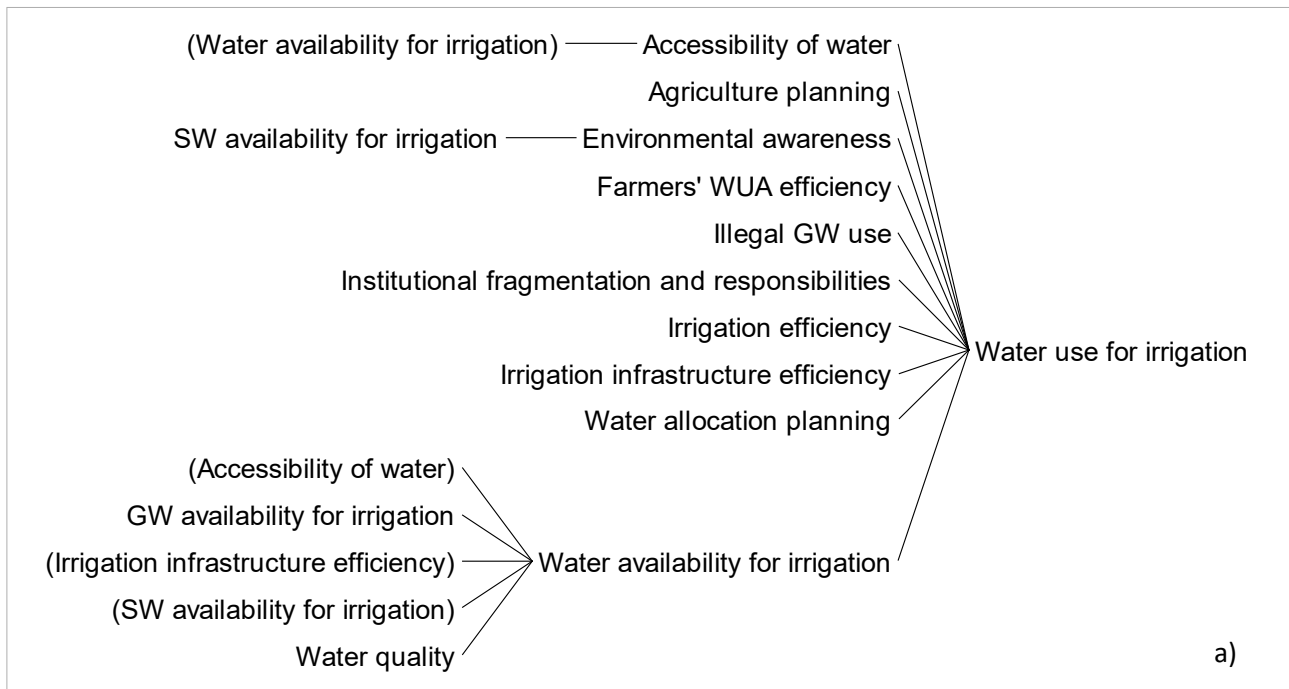 (Water availability for irrigation) Accessibility of water
Agriculture planning
SW availability for irrigation Environmental awareness
Farmers' WUA efficiency
Illegal GW use
Institutional fragmentation and responsibilities
Irrigation efficiency
Water use for irrigation
Irrigation infrastructure efficiency
Water allocation planning
(Accessibility of water)
GW availability for irrigation
(Irrigation infrastructure efficiency) Water availability for irrigation
(SW availability for irrigation)
Water quality
a)